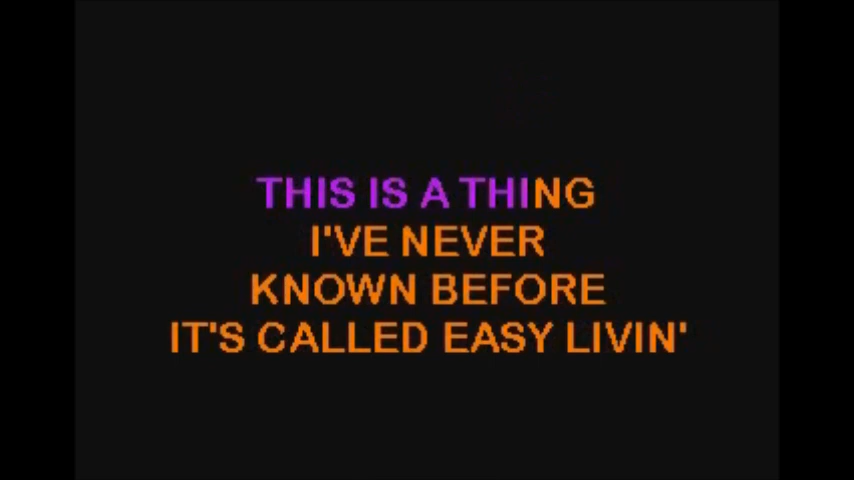 THIS IS A THING
I'VE NEVER
KNOWN BEFORE
IT'S CALLED EASY LIVIN'